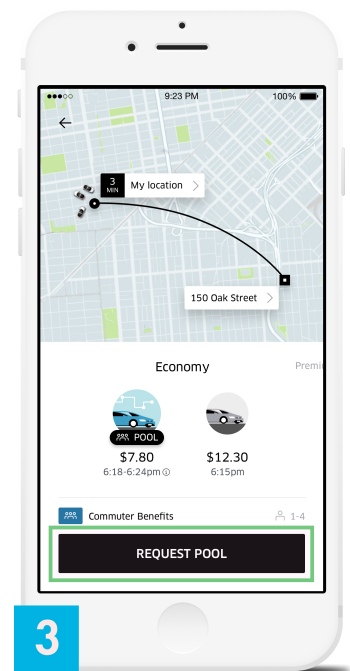 9:23 PM
100%
3
MIN
My location
150 Oak Street
Economy
Premi
POOL
$7.80
$12.30
6:18-6:24pm
6:15pm
Commuter Benefits
1-4
REQUEST POOL
3